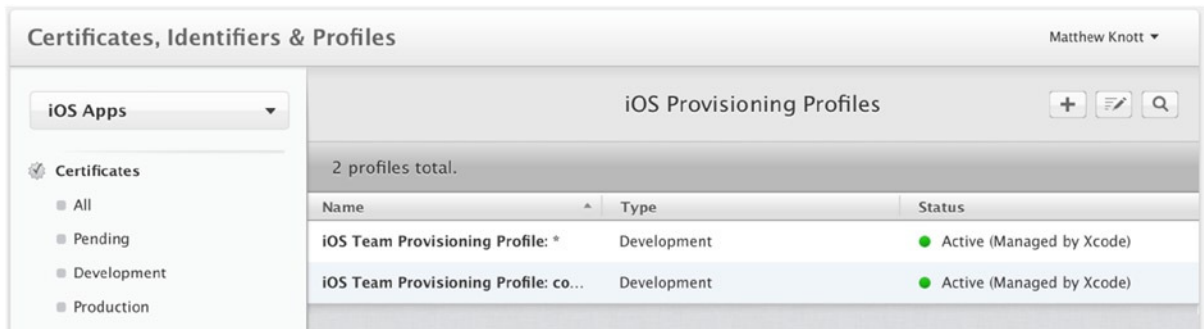 Certificates, Identifiers & Profiles
Matthew Knott
iOS Apps
Certificates
All
Pending
Development
Production
iOS Provisioning Profiles
2 profiles total.
Name Type Status
iOS Team Provisioning Profile: * Development Active (Managed by Xcode)
iOS Team Provisioning Profile: co... Development Active (Managed by Xcode)